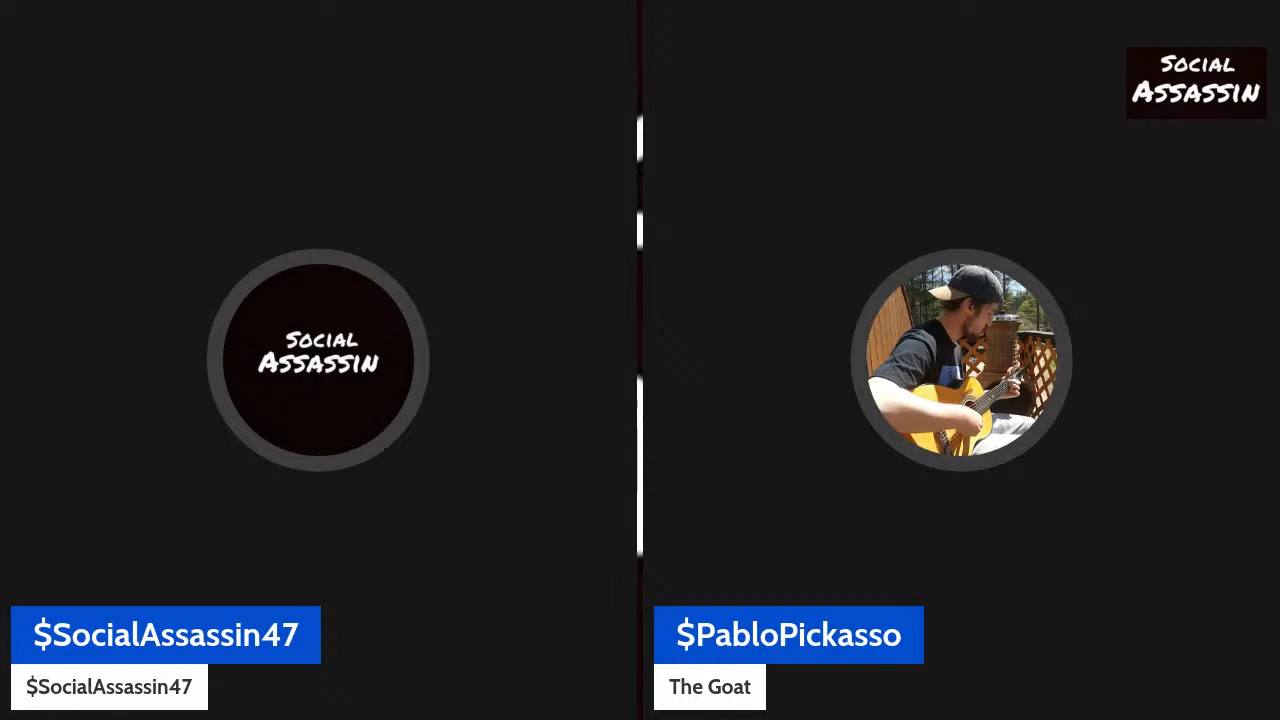 Social
Assassin
Social
Assassin
$SocialAssassin47
$SocialAssassin47
$PabloPickasso
The Goat